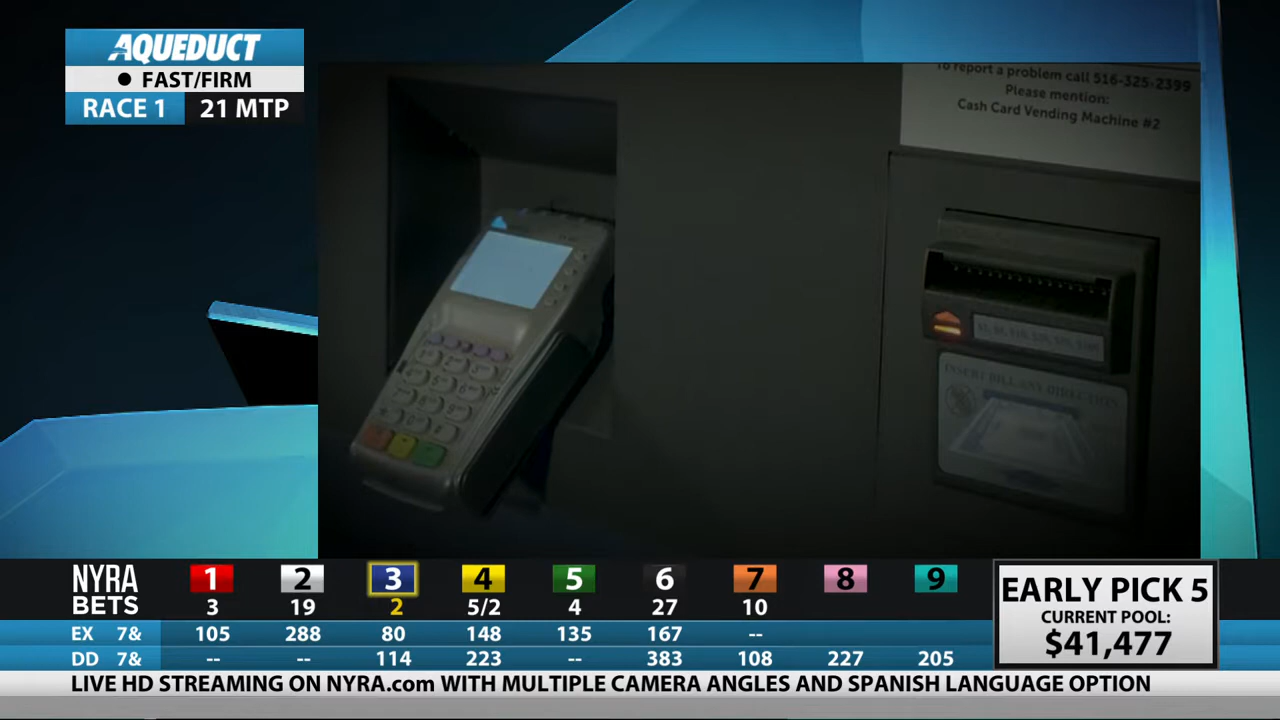 AQUEDUCT
FAST/FIRM
RACE 1 21 MTP
To report a problem call 516-325-2399
Please mention:
Cash Card Vending Machine #2
INSERT BILL ANY DIRECTION
NYRA BETS
1 2 3 4 5 6 7 8 9
3 19 2 5/2 4 27 10
EX 7& 105 288 80 148 135 167 --
DD 7& -- -- 114 223 -- 383 108 227 205
EARLY PICK 5
CURRENT POOL:
$41,477
LIVE HD STREAMING ON NYRA.com WITH MULTIPLE CAMERA ANGLES AND SPANISH LANGUAGE OPTION